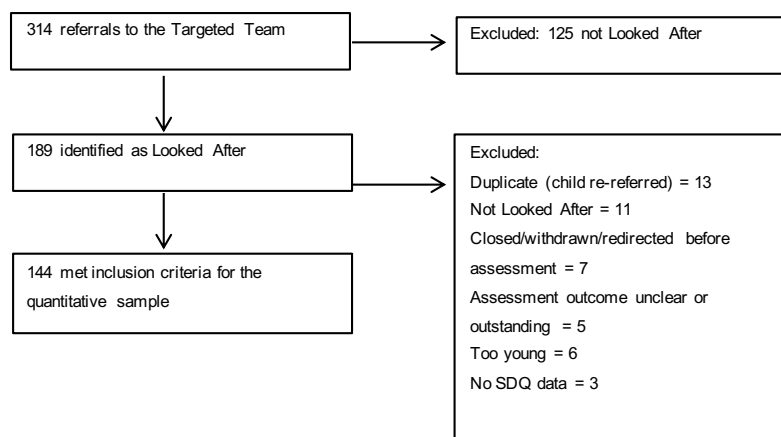 314 referrals to the Targeted Team
Excluded: 125 not Looked After
189 identified as Looked After
Excluded:
Duplicate (child re-referred) = 13
Not Looked After = 11
Closed/withdrawn/redirected before
assessment = 7
Assessment outcome unclear or
outstanding = 5
Too young = 6
No SDQ data = 3
144 met inclusion criteria for the
quantitative sample